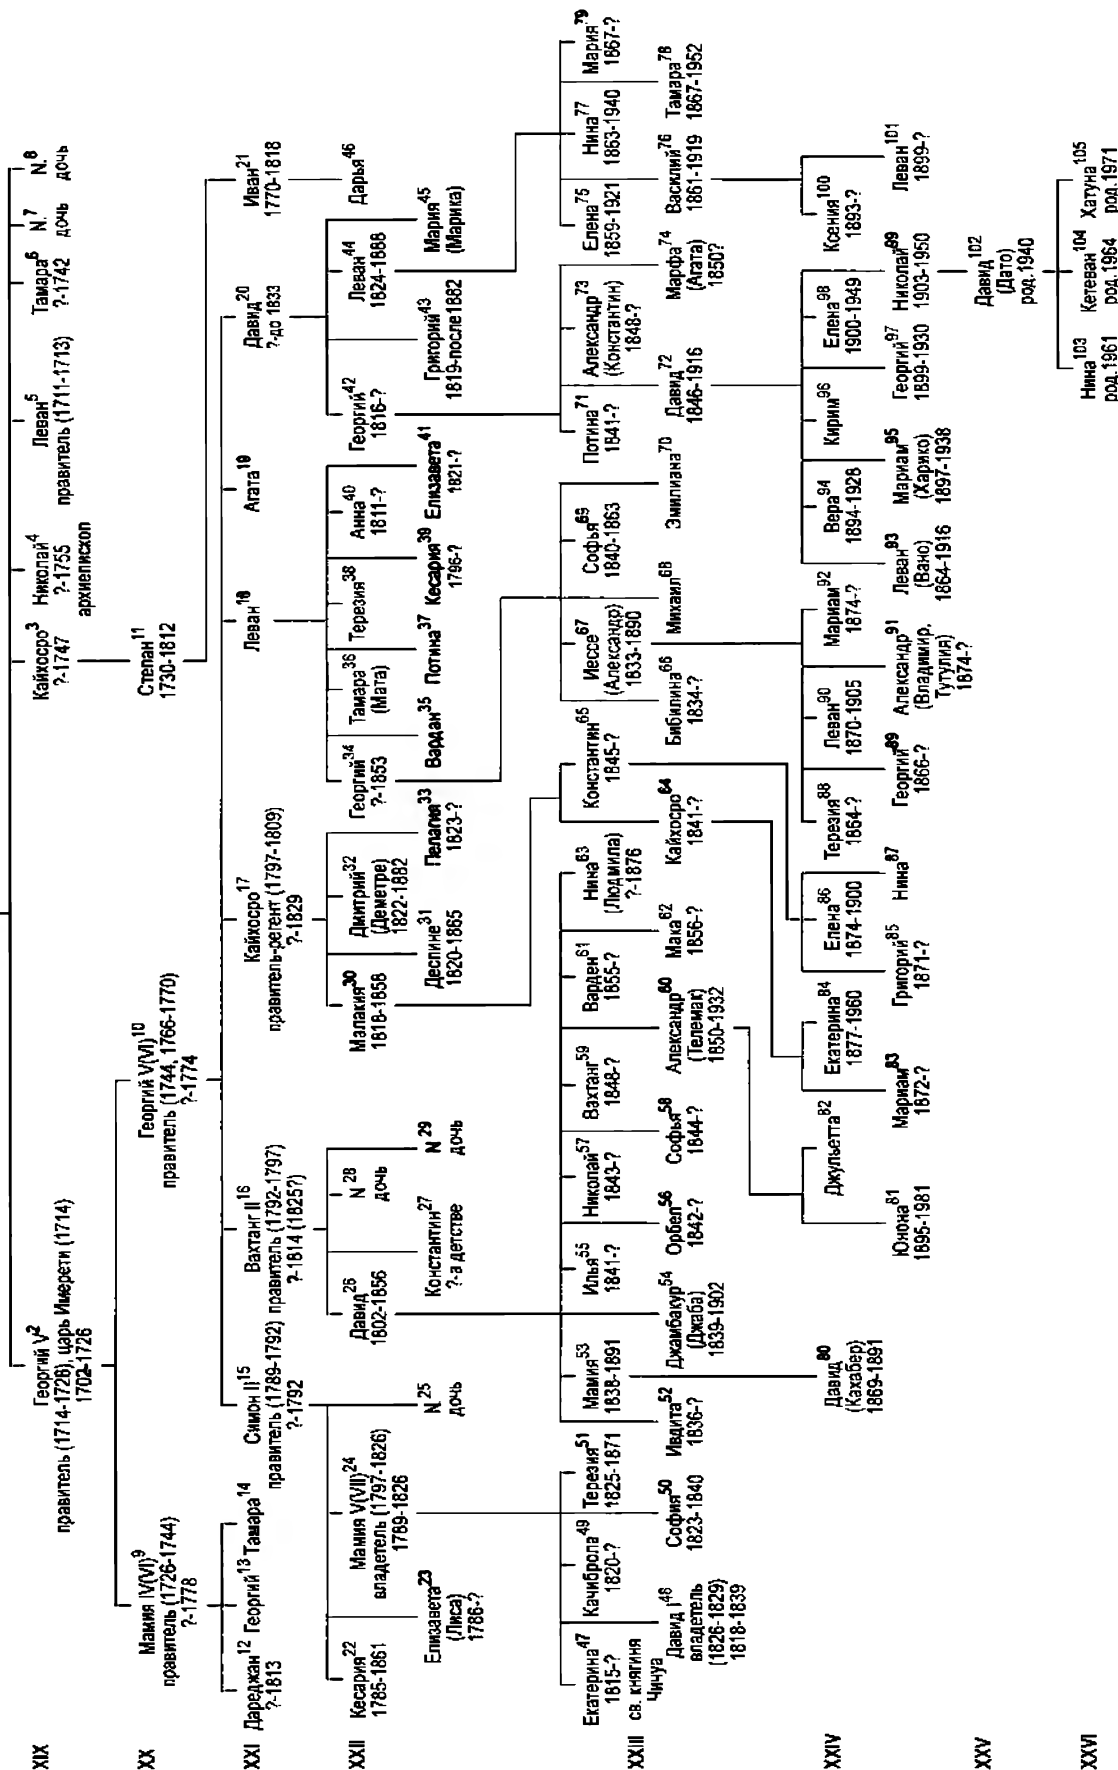 XIX
Георгий V²
правитель (1714-1726), царь Имерети (1714)
1702-1726
Кайхосро³
?-1747
Николай⁴
?-1755
архиепископ
Леван⁵
правитель (1711-1713)
Тамара⁶
?-1742
N.⁷
дочь
N.⁸
дочь
XX
Мамия IV(VI)⁹
правитель (1726-1744)
?-1778
Георгий V(VI)¹⁰
правитель (1744, 1766-1770)
?-1774
Степан¹¹
1730-1812
XXI
Дареджан¹²
?-1813
Георгий¹³
Тамара¹⁴
Симон II¹⁵
правитель (1789-1792)
?-1792
Вахтанг II¹⁶
правитель (1792-1797)
?-1814 (1825?)
Кайхосро¹⁷
правитель-регент (1797-1809)
?-1829
Леван¹⁸
Агата¹⁹
Давид²⁰
?-до 1833
Иван²¹
1770-1818
XXII
Кесария²²
1785-1861
Елизавета²³
(Лиса)
1786-?
Мамия V(VII)²⁴
владетель (1797-1826)
1789-1826
N.²⁵
дочь
Давид²⁶
1802-1856
Константин²⁷
?-в детстве
N²⁸
дочь
N²⁹
дочь
Малакия³⁰
1818-1858
Деспине³¹
1820-1865
Дмитрий³²
(Деметре)
1822-1882
Пелагия³³
1823-?
Георгий³⁴
?-1853
Вардан³⁵
Тамара³⁶
(Мата)
Потина³⁷
Терезия³⁸
Кесария³⁹
1796-?
Анна⁴⁰
1811-?
Елизавета⁴¹
1821-?
Георгий⁴²
1816-?
Григорий⁴³
1819-после1882
Леван⁴⁴
1824-1888
Мария⁴⁵
(Марика)
Дарья⁴⁶
XXIII
Екатерина⁴⁷
1815-?
св. княгиня
Чичуа
Давид I⁴⁸
владетель
(1826-1829)
1818-1839
Качиброла⁴⁹
1820-?
София⁵⁰
1823-1840
Терезия⁵¹
1825-1871
Ивдита⁵²
1836-?
Мамия⁵³
1838-1891
Джамбакур⁵⁴
(Джаба)
1839-1902
Илья⁵⁵
1841-?
Орбел⁵⁶
1842-?
Николай⁵⁷
1843-?
Софья⁵⁸
1844-?
Вахтанг⁵⁹
1848-?
Александр⁶⁰
(Телемак)
1850-1932
Варден⁶¹
1855-?
Мака⁶²
1856-?
Нина⁶³
(Людмила)
?-1876
Кайхосро⁶⁴
1841-?
Константин⁶⁵
1845-?
Бибилина⁶⁶
1834-?
Иессе⁶⁷
(Александр)
1833-1890
Михаил⁶⁸
Софья⁶⁹
1840-1863
Эмилиана⁷⁰
Потина⁷¹
1841-?
Давид⁷²
1846-1916
Александр⁷³
(Константин)
1848-?
Марфа⁷⁴
(Агата)
1850?
Елена⁷⁵
1859-1921
Василий⁷⁶
1861-1919
Нина⁷⁷
1863-1940
Тамара⁷⁸
1867-1952
Мария⁷⁹
1867-?
XXIV
Давид⁸⁰
(Кахабер)
1869-1891
Юнона⁸¹
1895-1981
Джульетта⁸²
Мариам⁸³
1872-?
Екатерина⁸⁴
1877-1960
Григорий⁸⁵
1871-?
Елена⁸⁶
1874-1900
Нина⁸⁷
Терезия⁸⁸
1864-?
Георгий⁸⁹
1866-?
Леван⁹⁰
1870-1905
Александр⁹¹
(Владимир,
Тутулия)
1874-?
Мариам⁹²
1874-?
Леван⁹³
(Вано)
1864-1916
Вера⁹⁴
1894-1928
Мариам⁹⁵
(Харико)
1897-1938
Кирим⁹⁶
Георгий⁹⁷
1899-1930
Елена⁹⁸
1900-1949
Николай⁹⁹
1903-1950
Ксения¹⁰⁰
1893-?
Леван¹⁰¹
1899-?
XXV
Давид¹⁰²
(Дато)
род.1940
XXVI
Нина¹⁰³
род.1961
Кетеван¹⁰⁴
род.1964
Хатуна¹⁰⁵
род.1971